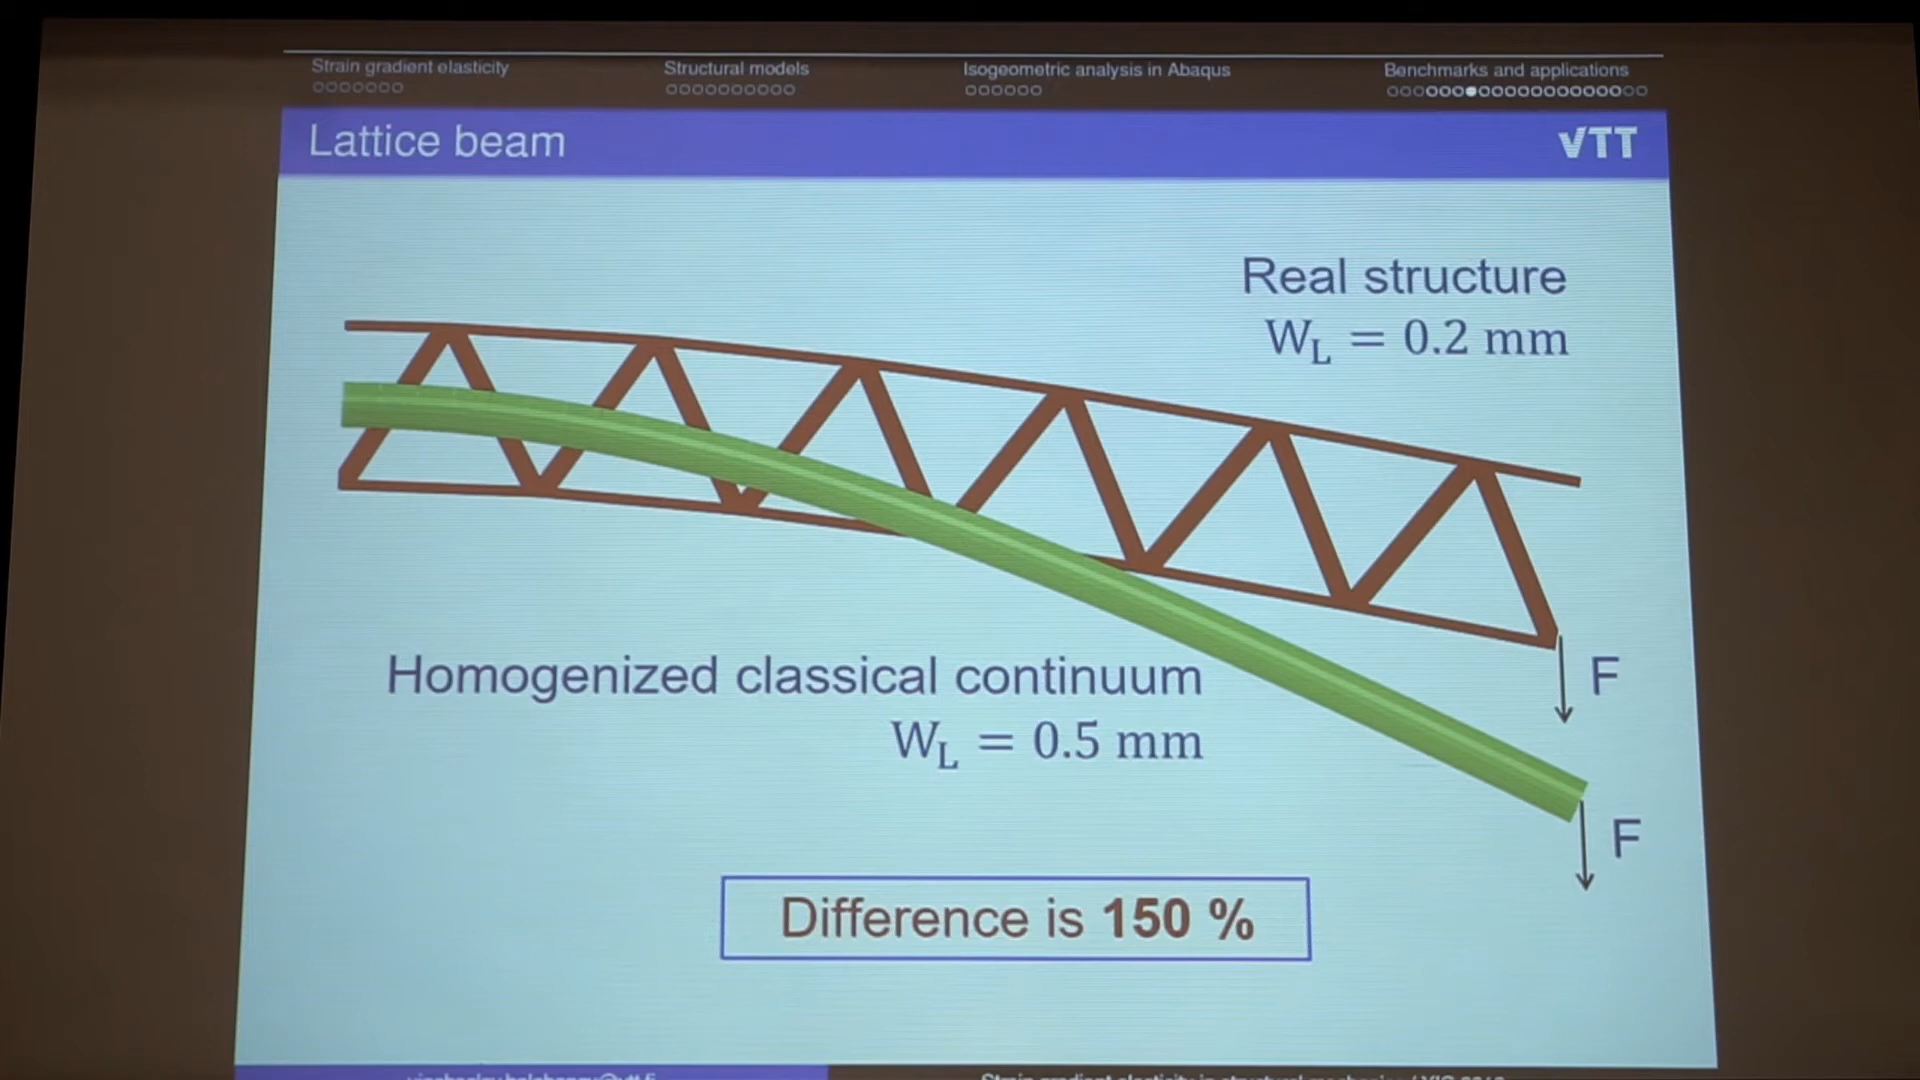 Strain gradient elasticity
Structural models
Isogeometric analysis in Abaqus
Benchmarks and applications
Lattice beam
VTT
Real structure
W_L = 0.2 mm
Homogenized classical continuum
W_L = 0.5 mm
F
F
Difference is 150 %